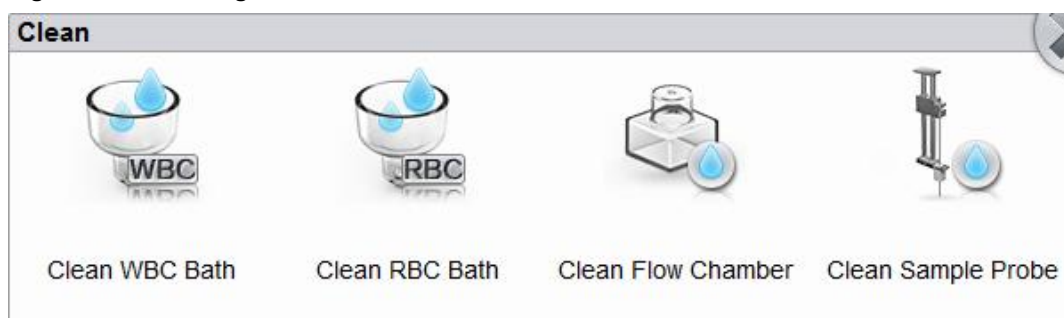 Clean
WBC
RBC
Clean WBC Bath
Clean RBC Bath
Clean Flow Chamber
Clean Sample Probe